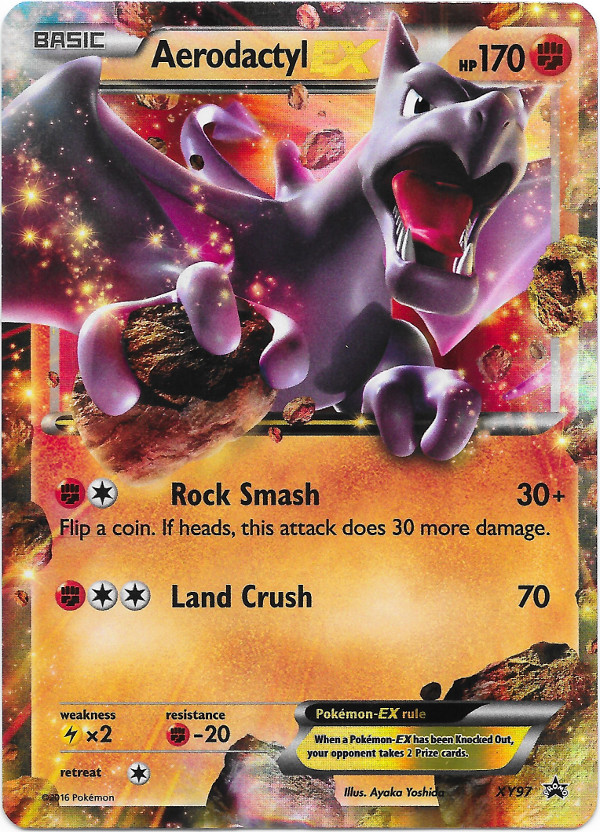 BASIC Aerodactyl EX HP170
Rock Smash 30+
Flip a coin. If heads, this attack does 30 more damage.
Land Crush 70
weakness resistance
×2 -20
retreat
Pokémon-EX rule
When a Pokémon-EX has been Knocked Out,
your opponent takes 2 Prize cards.
©2016 Pokémon Illus. Ayaka Yoshida XY97 PROMO